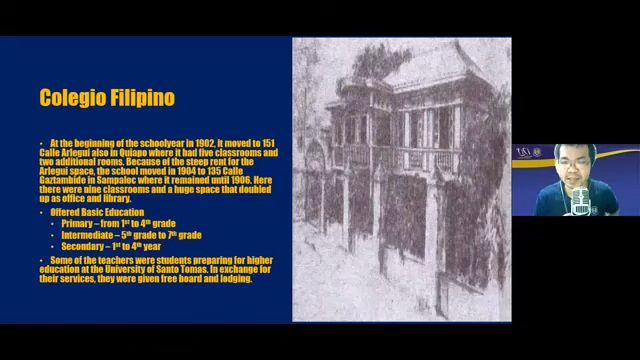 Colegio Filipino
• At the beginning of the schoolyear in 1902, it moved to 151
Calle Arlegui also in Quiapo where it had five classrooms and
two additional rooms. Because of the steep rent for the
Arlegui space, the school moved in 1904 to 135 Calle
Gaztambide in Sampaloc where it remained until 1906. Here
there were nine classrooms and a huge space that doubled
up as office and library.
• Offered Basic Education
• Primary – from 1st to 4th grade
• Intermediate – 5th grade to 7th grade
• Secondary – 1st to 4th year
• Some of the teachers were students preparing for higher
education at the University of Santo Tomas. In exchange for
their services, they were given free board and lodging.